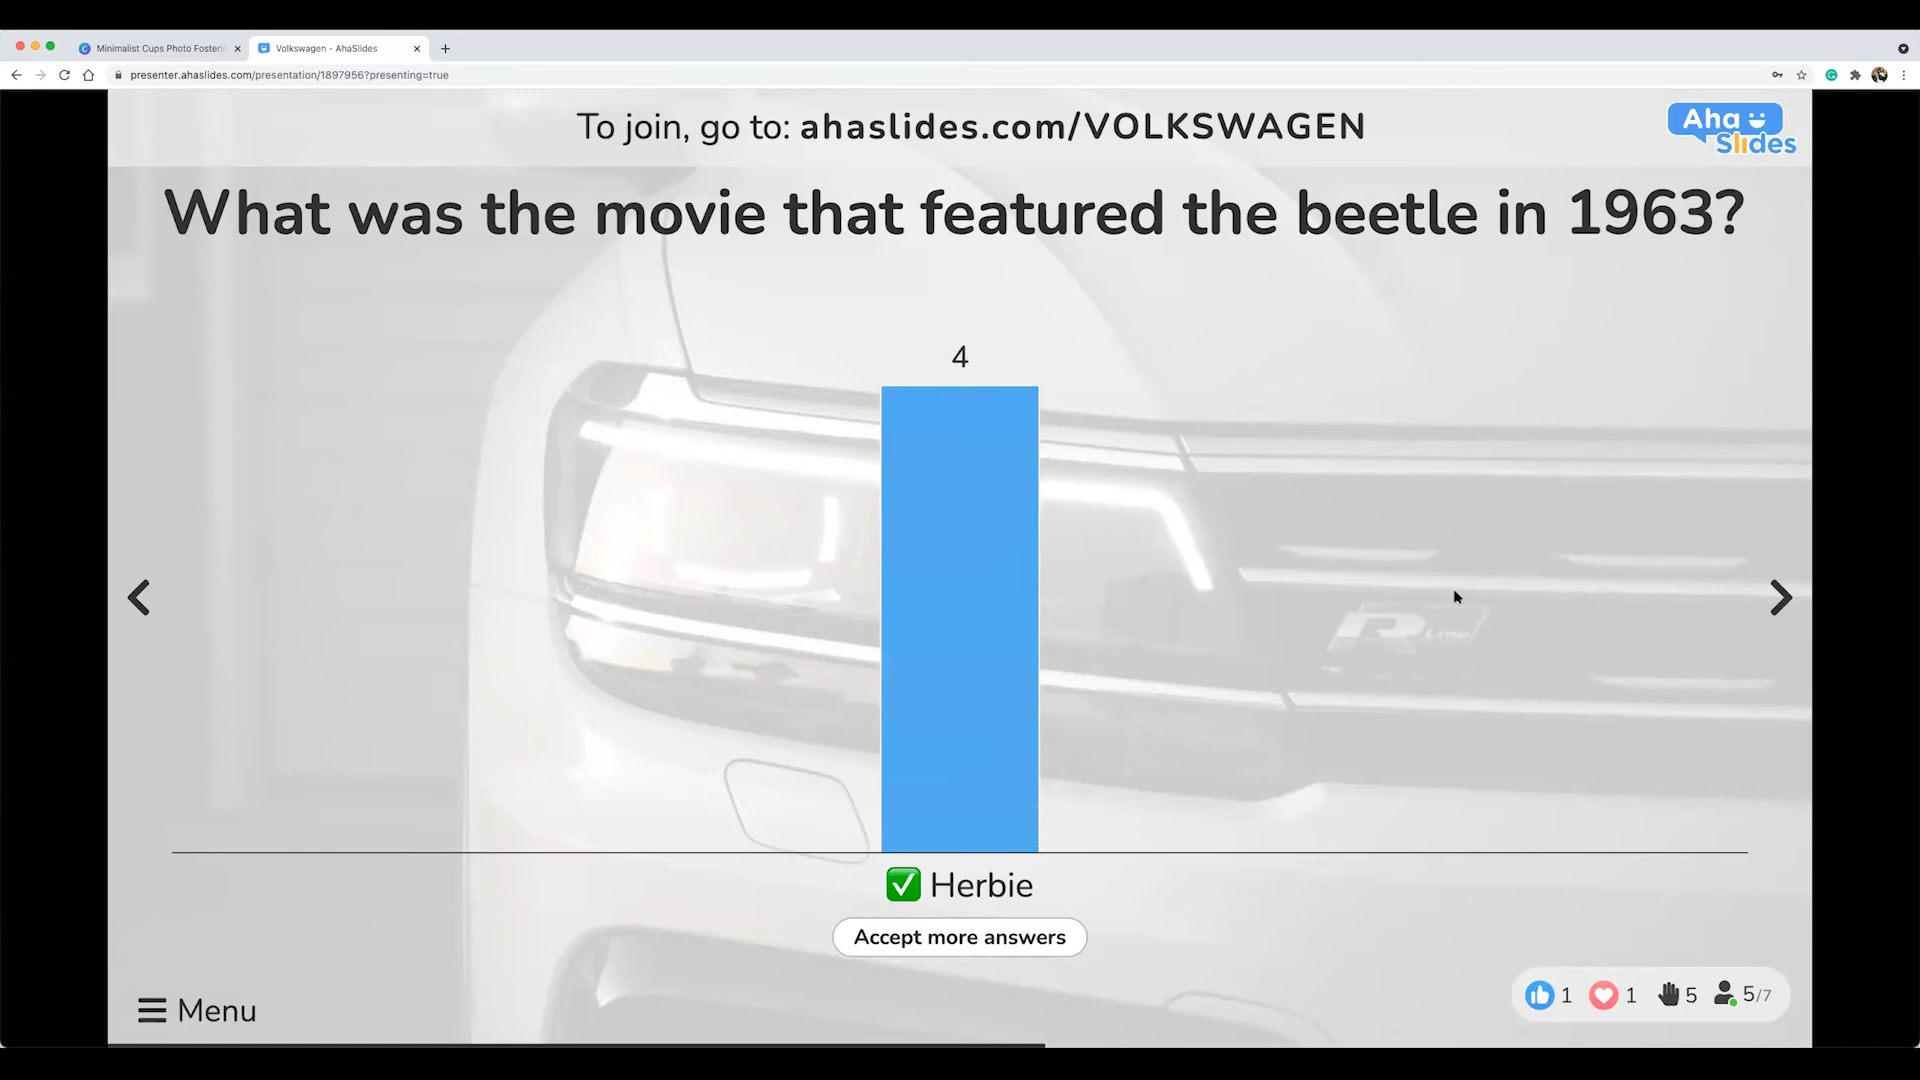 Minimalist Cups Photo Fosterin
Volkswagen - AhaSlides
presenter.ahaslides.com/presentation/1897956?presenting=true
To join, go to: ahaslides.com/VOLKSWAGEN
Aha
Slides
What was the movie that featured the beetle in 1963?
4
R Line
✅ Herbie
Accept more answers
Menu
1 1 5 5/7